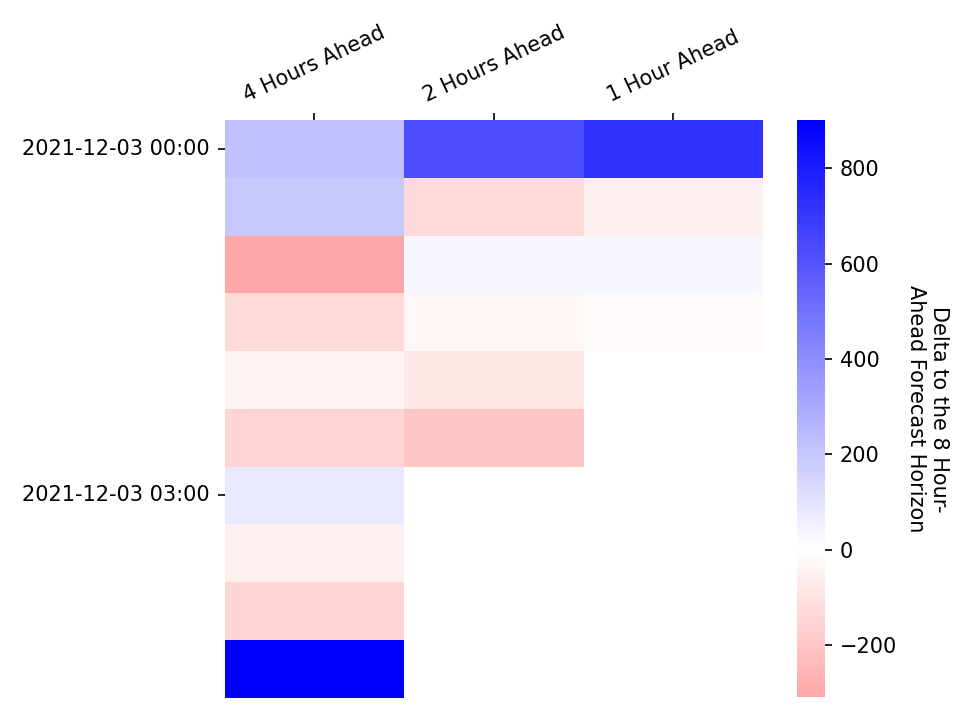 4 Hours Ahead
2 Hours Ahead
1 Hour Ahead
2021-12-03 00:00
2021-12-03 03:00
800
600
400
200
0
−200
Delta to the 8 Hour-
Ahead Forecast Horizon